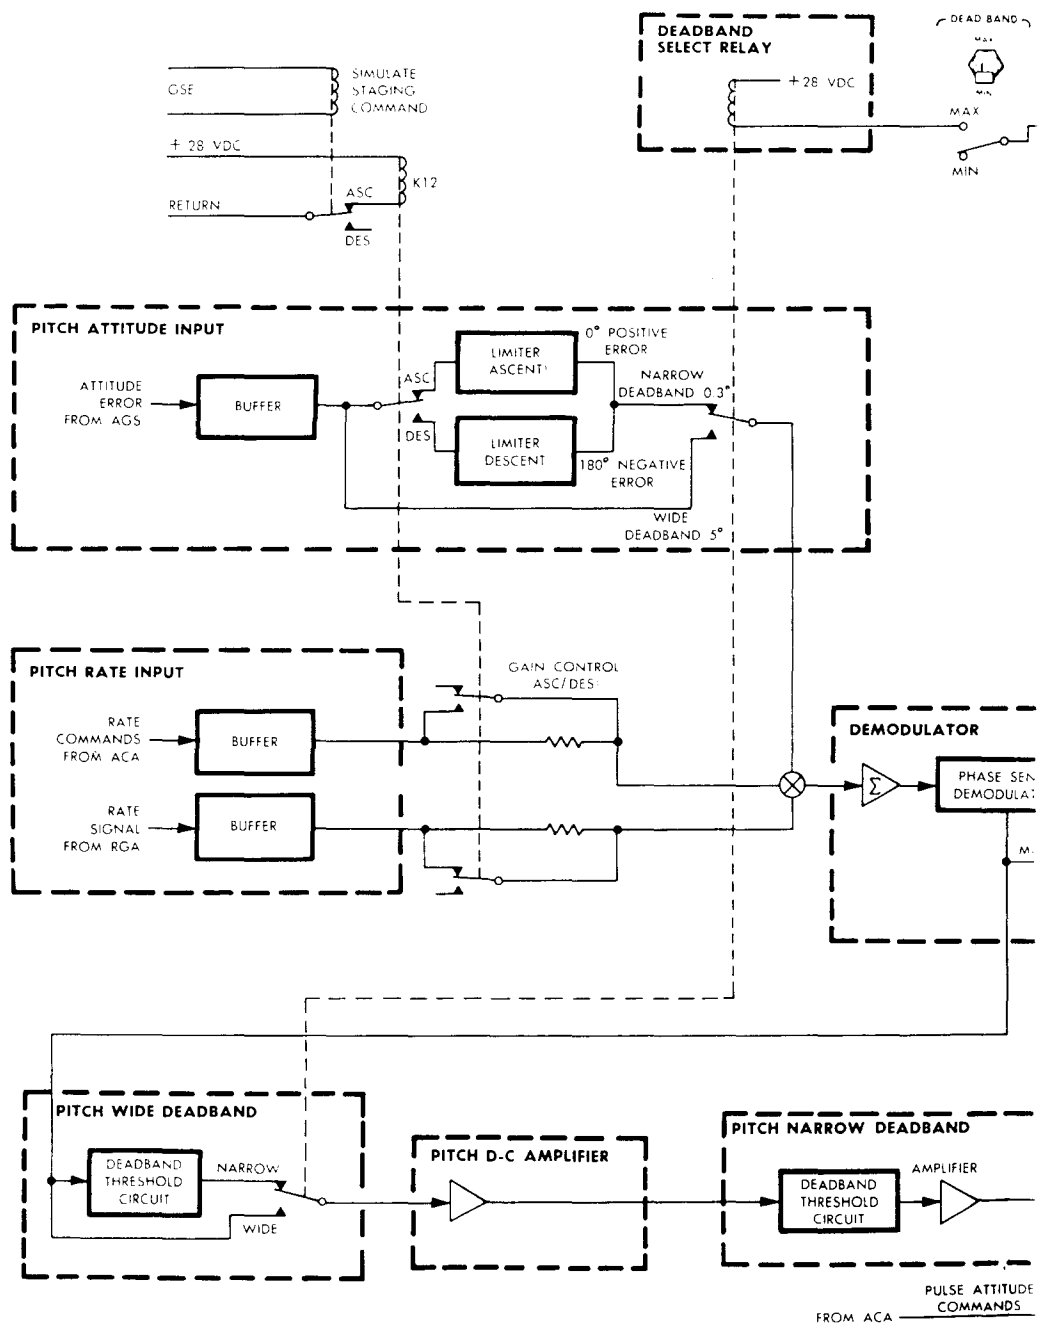 DEADBAND
SELECT RELAY
DEAD BAND
MAX
MIN
+28 VDC
MAX
MIN
GSE
SIMULATE
STAGING
COMMAND
+ 28 VDC
K12
ASC
RETURN
DES
PITCH ATTITUDE INPUT
ATTITUDE
ERROR
FROM AGS
BUFFER
ASC
DES
LIMITER
ASCENT
LIMITER
DESCENT
0° POSITIVE
ERROR
NARROW
DEADBAND 0.3°
180° NEGATIVE
ERROR
WIDE
DEADBAND 5°
PITCH RATE INPUT
RATE
COMMANDS
FROM ACA
BUFFER
RATE
SIGNAL
FROM RGA
BUFFER
GAIN CONTROL
ASC/DES
DEMODULATOR
Σ
PHASE SEN
DEMODULAT
M
PITCH WIDE DEADBAND
DEADBAND
THRESHOLD
CIRCUIT
NARROW
WIDE
PITCH D-C AMPLIFIER
PITCH NARROW DEADBAND
DEADBAND
THRESHOLD
CIRCUIT
AMPLIFIER
PULSE ATTITUDE
COMMANDS
FROM ACA